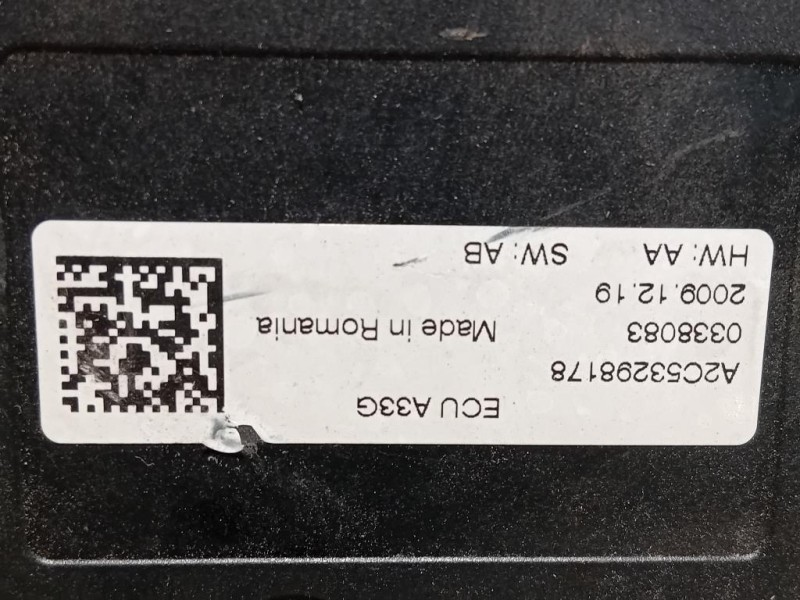 ECU A33G
A2C53298178
0338083 Made in Romania
2009.12.19
HW: AA SW: AB